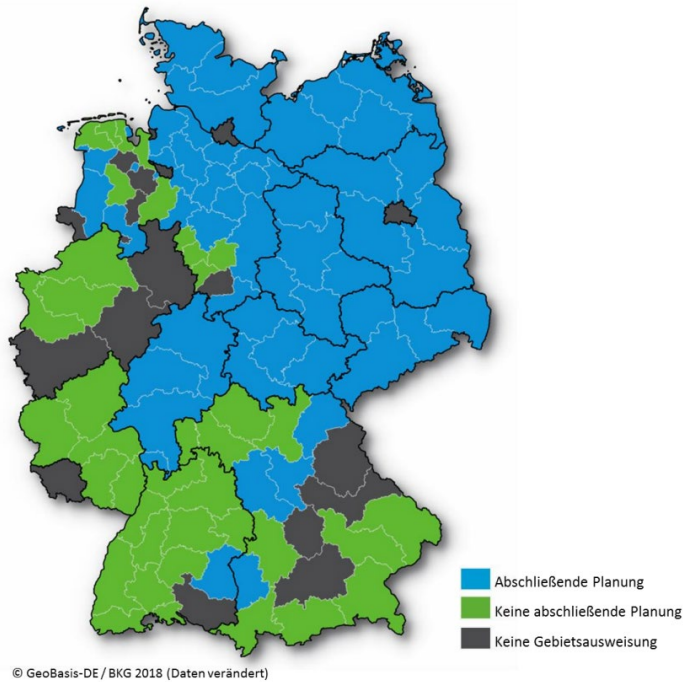 Abschließende Planung
Keine abschließende Planung
Keine Gebietsausweisung
© GeoBasis-DE / BKG 2018 (Daten verändert)